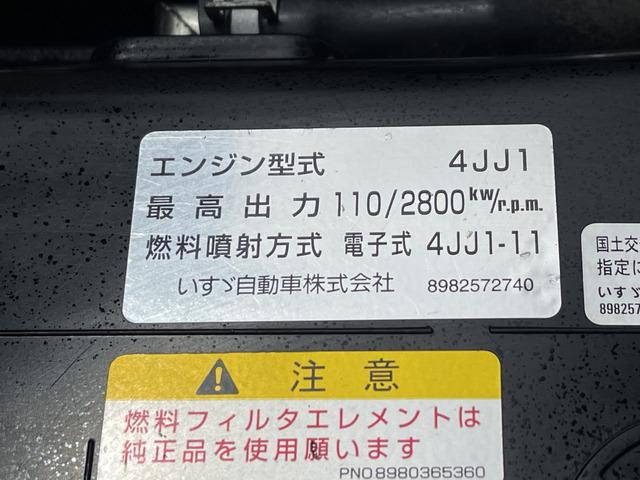 エンジン型式 4JJ1
最高出力 110/2800kW/r.p.m.
燃料噴射方式 電子式 4JJ1-11
いすゞ自動車株式会社 8982572740
国土交
指定に
いすゞ
898257
注意
燃料フィルタエレメントは
純正品を使用願います
PNO.8980365360